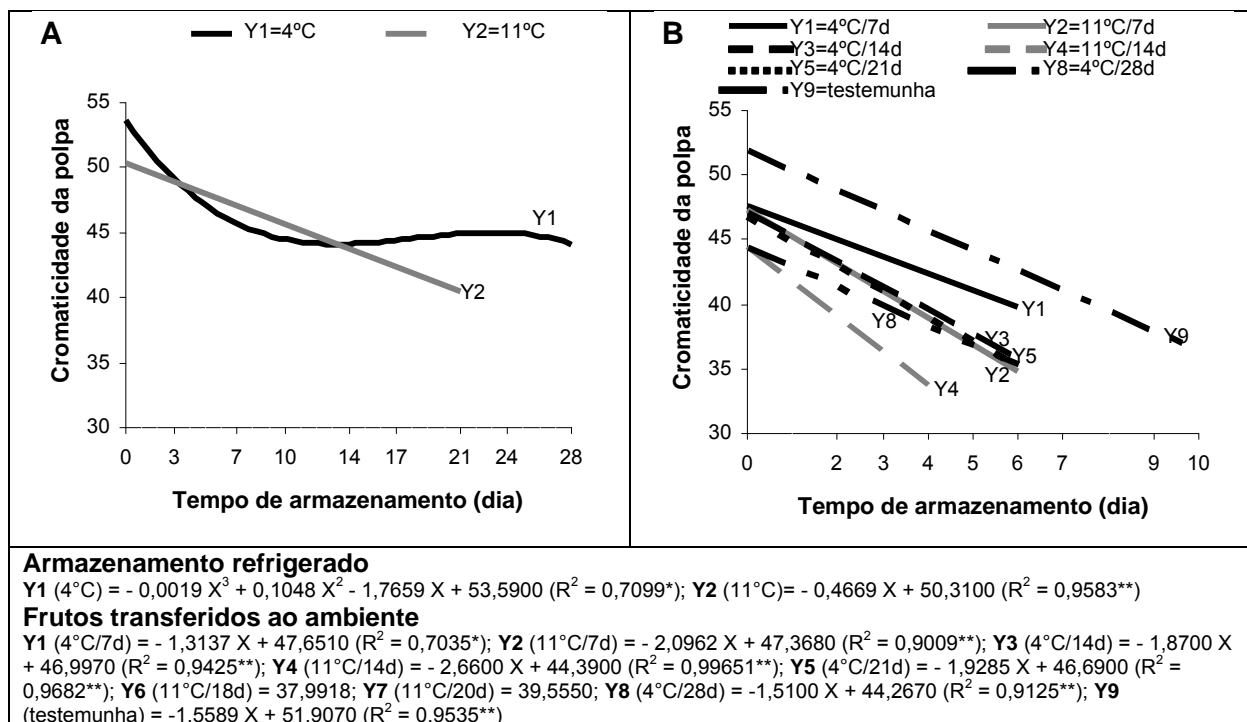 A
Y1=4ºC Y2=11ºC
55
50
45
40
35
30
Cromaticidade da polpa
Y1
Y2
0 3 7 10 14 17 21 24 28
Tempo de armazenamento (dia)
B
Y1=4ºC/7d Y2=11ºC/7d
Y3=4ºC/14d Y4=11ºC/14d
Y5=4ºC/21d Y8=4ºC/28d
Y9=testemunha
55
50
45
40
35
30
Cromaticidade da polpa
Y1
Y9
Y8
Y3
Y5
Y2
Y4
0 2 3 4 5 6 9 10
Tempo de armazenamento (dia)
Armazenamento refrigerado
Y1 (4°C) = - 0,0019 X³ + 0,1048 X² - 1,7659 X + 53,5900 (R² = 0,7099*); Y2 (11°C)= - 0,4669 X + 50,3100 (R² = 0,9583**)
Frutos transferidos ao ambiente
Y1 (4°C/7d) = - 1,3137 X + 47,6510 (R² = 0,7035*); Y2 (11°C/7d) = - 2,0962 X + 47,3680 (R² = 0,9009**); Y3 (4°C/14d) = - 1,8700 X
+ 46,9970 (R² = 0,9425**); Y4 (11°C/14d) = - 2,6600 X + 44,3900 (R² = 0,99651**); Y5 (4°C/21d) = - 1,9285 X + 46,6900 (R² =
0,9682**); Y6 (11°C/18d) = 37,9918; Y7 (11°C/20d) = 39,5550; Y8 (4°C/28d) = -1,5100 X + 44,2670 (R² = 0,9125**); Y9
(testemunha) = -1,5589 X + 51,9070 (R² = 0,9535**)